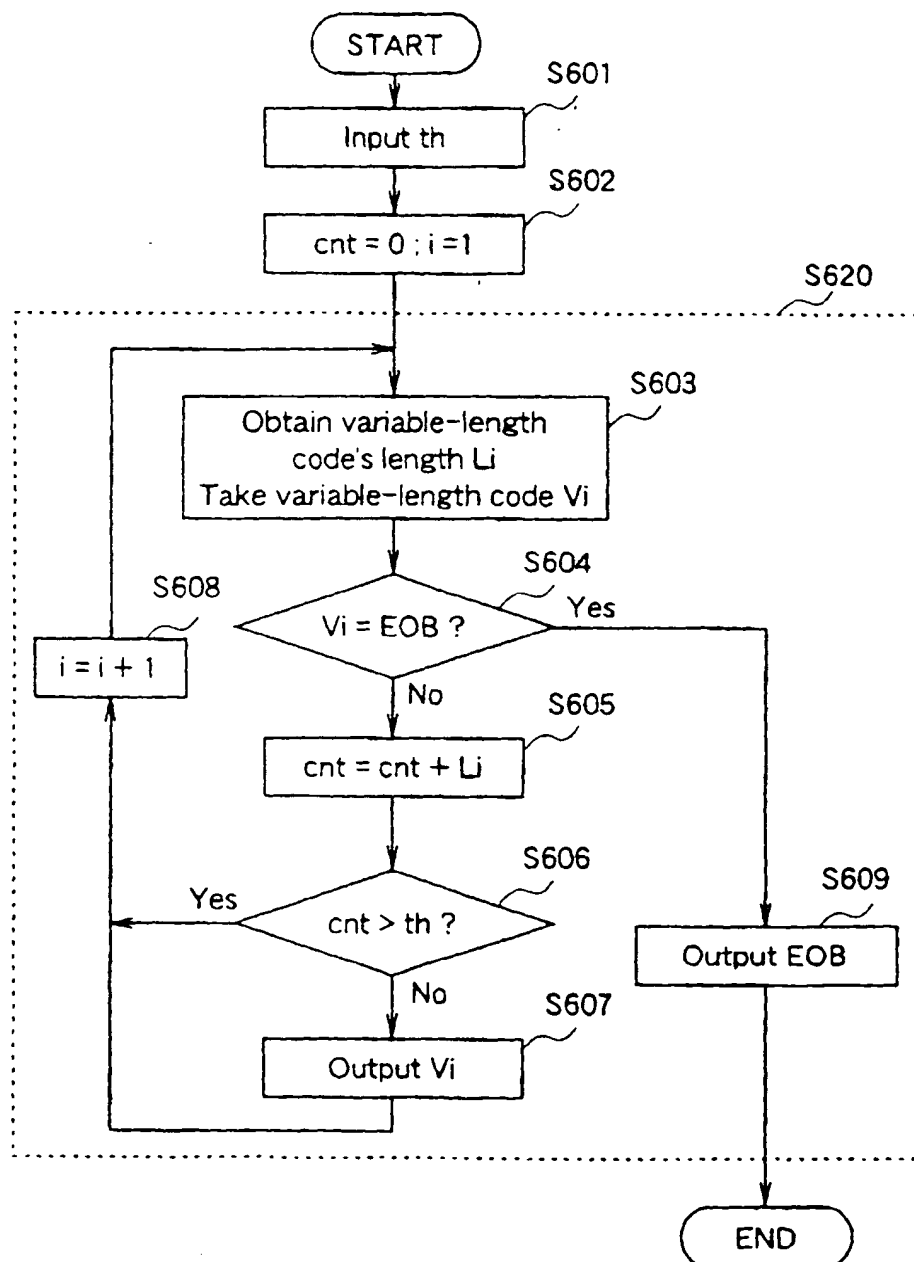 START
S601
Input th
S602
cnt = 0 ; i = 1
S620
S603
Obtain variable-length
code's length Li
Take variable-length code Vi
S604
Vi = EOB ?
Yes
S608
i = i + 1
No
S605
cnt = cnt + Li
S606
Yes
cnt > th ?
S609
Output EOB
No
S607
Output Vi
END